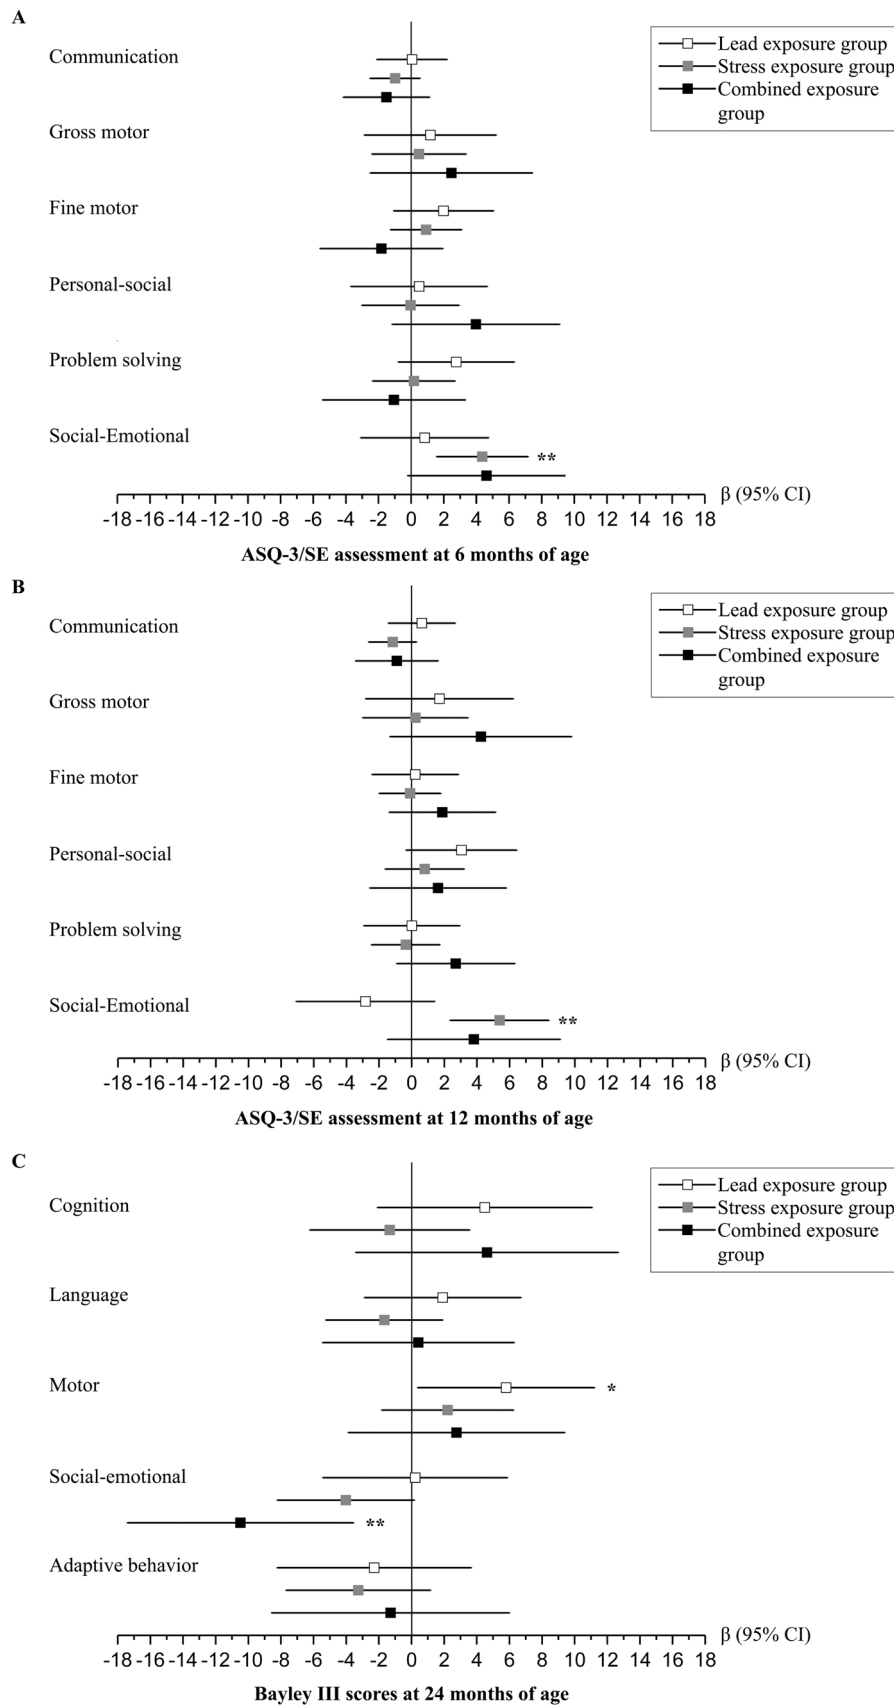 A
Lead exposure group
Stress exposure group
Combined exposure
group
Communication
Gross motor
Fine motor
Personal-social
Problem solving
Social-Emotional
**
β (95% CI)
-18 -16 -14 -12 -10 -8 -6 -4 -2 0 2 4 6 8 10 12 14 16 18
ASQ-3/SE assessment at 6 months of age
B
Lead exposure group
Stress exposure group
Combined exposure
group
Communication
Gross motor
Fine motor
Personal-social
Problem solving
Social-Emotional
**
β (95% CI)
-18 -16 -14 -12 -10 -8 -6 -4 -2 0 2 4 6 8 10 12 14 16 18
ASQ-3/SE assessment at 12 months of age
C
Lead exposure group
Stress exposure group
Combined exposure
group
Cognition
Language
Motor
*
Social-emotional
**
Adaptive behavior
β (95% CI)
-18 -16 -14 -12 -10 -8 -6 -4 -2 0 2 4 6 8 10 12 14 16 18
Bayley III scores at 24 months of age